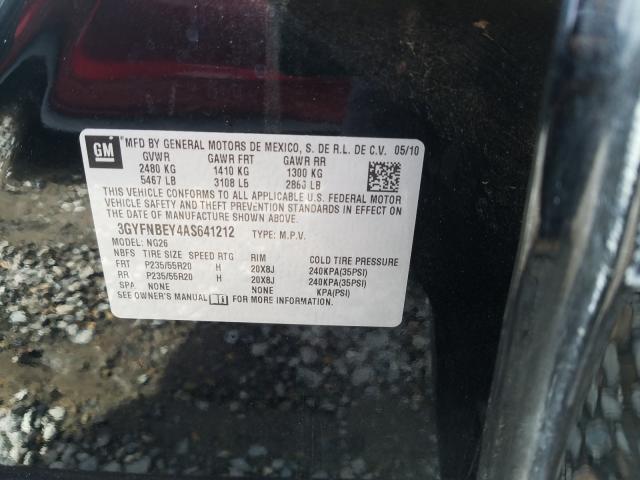 GM
MFD BY GENERAL MOTORS DE MEXICO, S. DE R.L. DE C.V. 05/10
GVWR GAWR FRT GAWR RR
2480 KG 1410 KG 1300 KG
5467 LB 3108 LB 2863 LB
THIS VEHICLE CONFORMS TO ALL APPLICABLE U.S. FEDERAL MOTOR
VEHICLE SAFETY AND THEFT PREVENTION STANDARDS IN EFFECT ON THE
DATE OF MANUFACTURE SHOWN ABOVE.
3GYFNBEY4AS641212 TYPE: M.P.V.
MODEL: NG26
NBFS TIRE SIZE SPEED RTG RIM COLD TIRE PRESSURE
FRT P235/55R20 H 20X8J 240KPA(35PSI)
RR P235/55R20 H 20X8J 240KPA(35PSI)
SPA NONE NONE KPA(PSI)
SEE OWNER'S MANUAL FOR MORE INFORMATION.